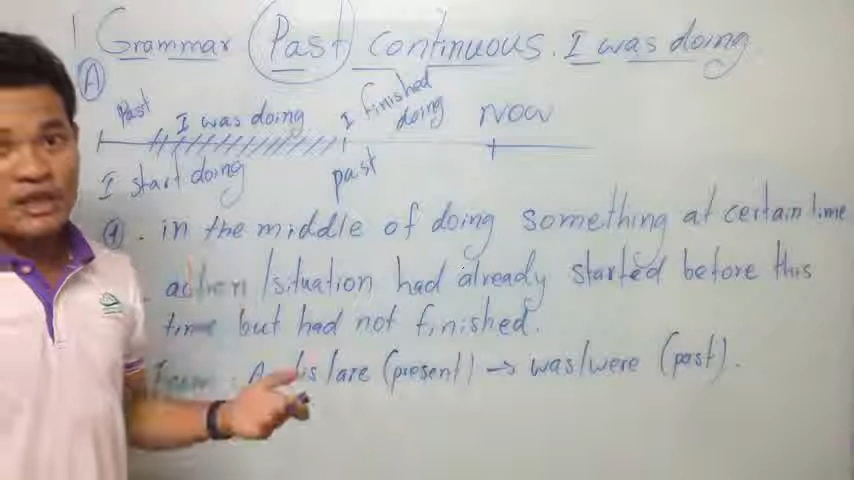 Grammar Past continuous. I was doing
A
Past I was doing I finished doing NOW
I start doing past
in the middle of doing something at certain time
action/situation had already started before this
time but had not finished.
Form: is/are (present) → was/were (past).